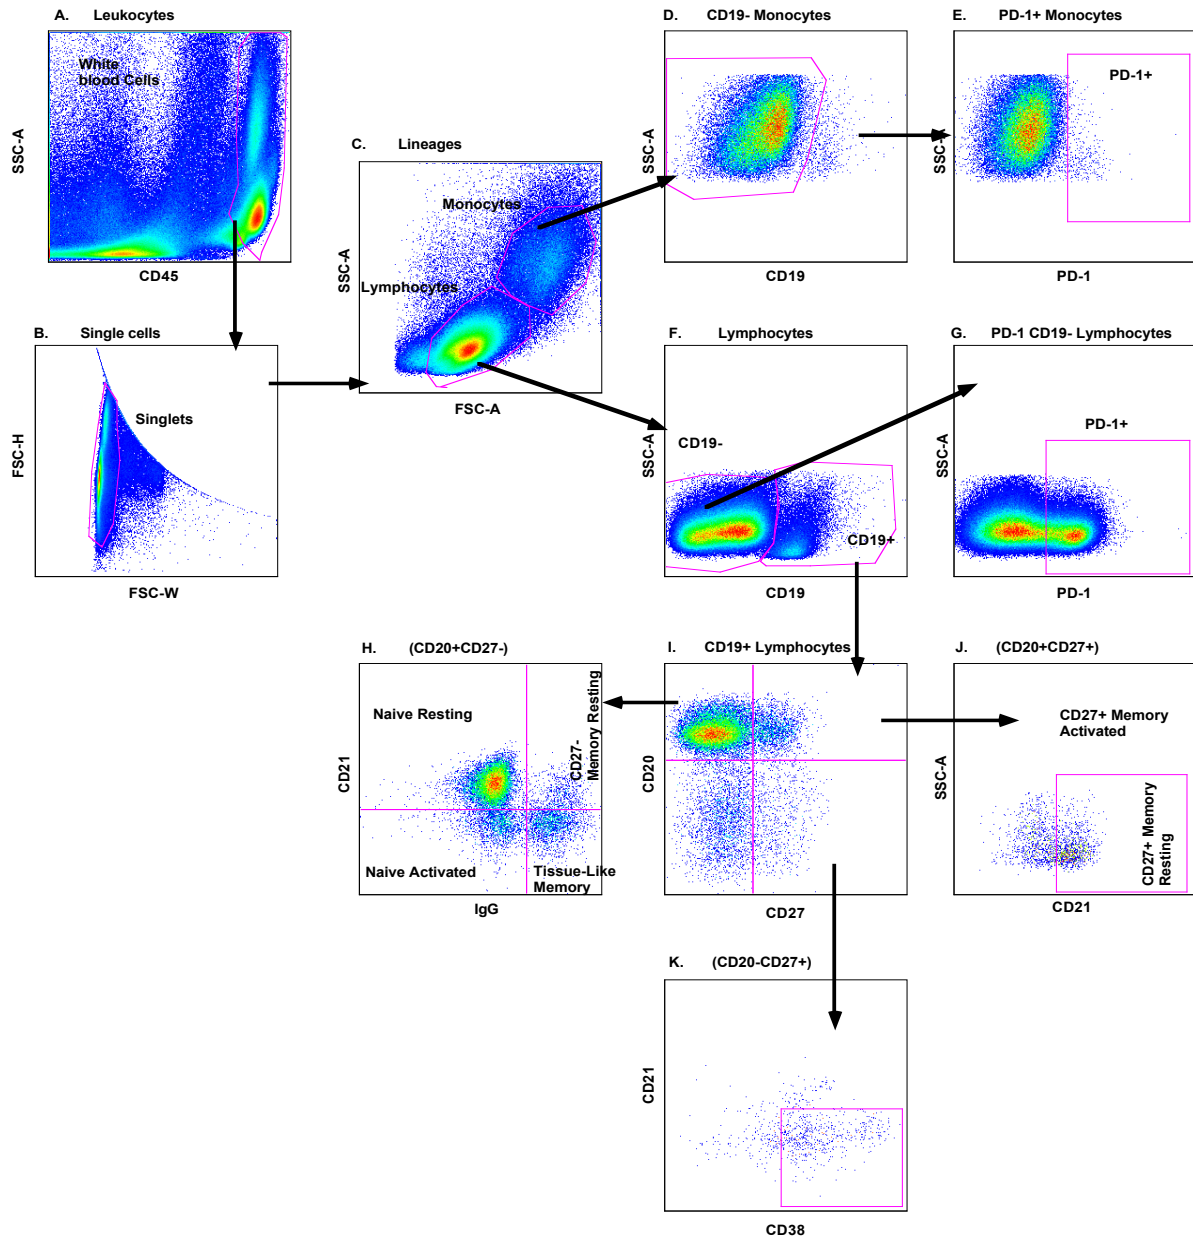 A. Leukocytes
White
blood Cells
SSC-A
CD45
B. Single cells
Singlets
FSC-H
FSC-W
C. Lineages
Monocytes
Lymphocytes
SSC-A
FSC-A
D. CD19- Monocytes
SSC-A
CD19
E. PD-1+ Monocytes
PD-1+
SSC-A
PD-1
F. Lymphocytes
CD19-
CD19+
SSC-A
CD19
G. PD-1 CD19- Lymphocytes
PD-1+
SSC-A
PD-1
H. (CD20+CD27-)
Naive Resting
CD27-
Memory Resting
Naive Activated
Tissue-Like
Memory
CD21
IgG
I. CD19+ Lymphocytes
CD20
CD27
J. (CD20+CD27+)
CD27+ Memory
Activated
CD27+ Memory
Resting
SSC-A
CD21
K. (CD20-CD27+)
CD21
CD38